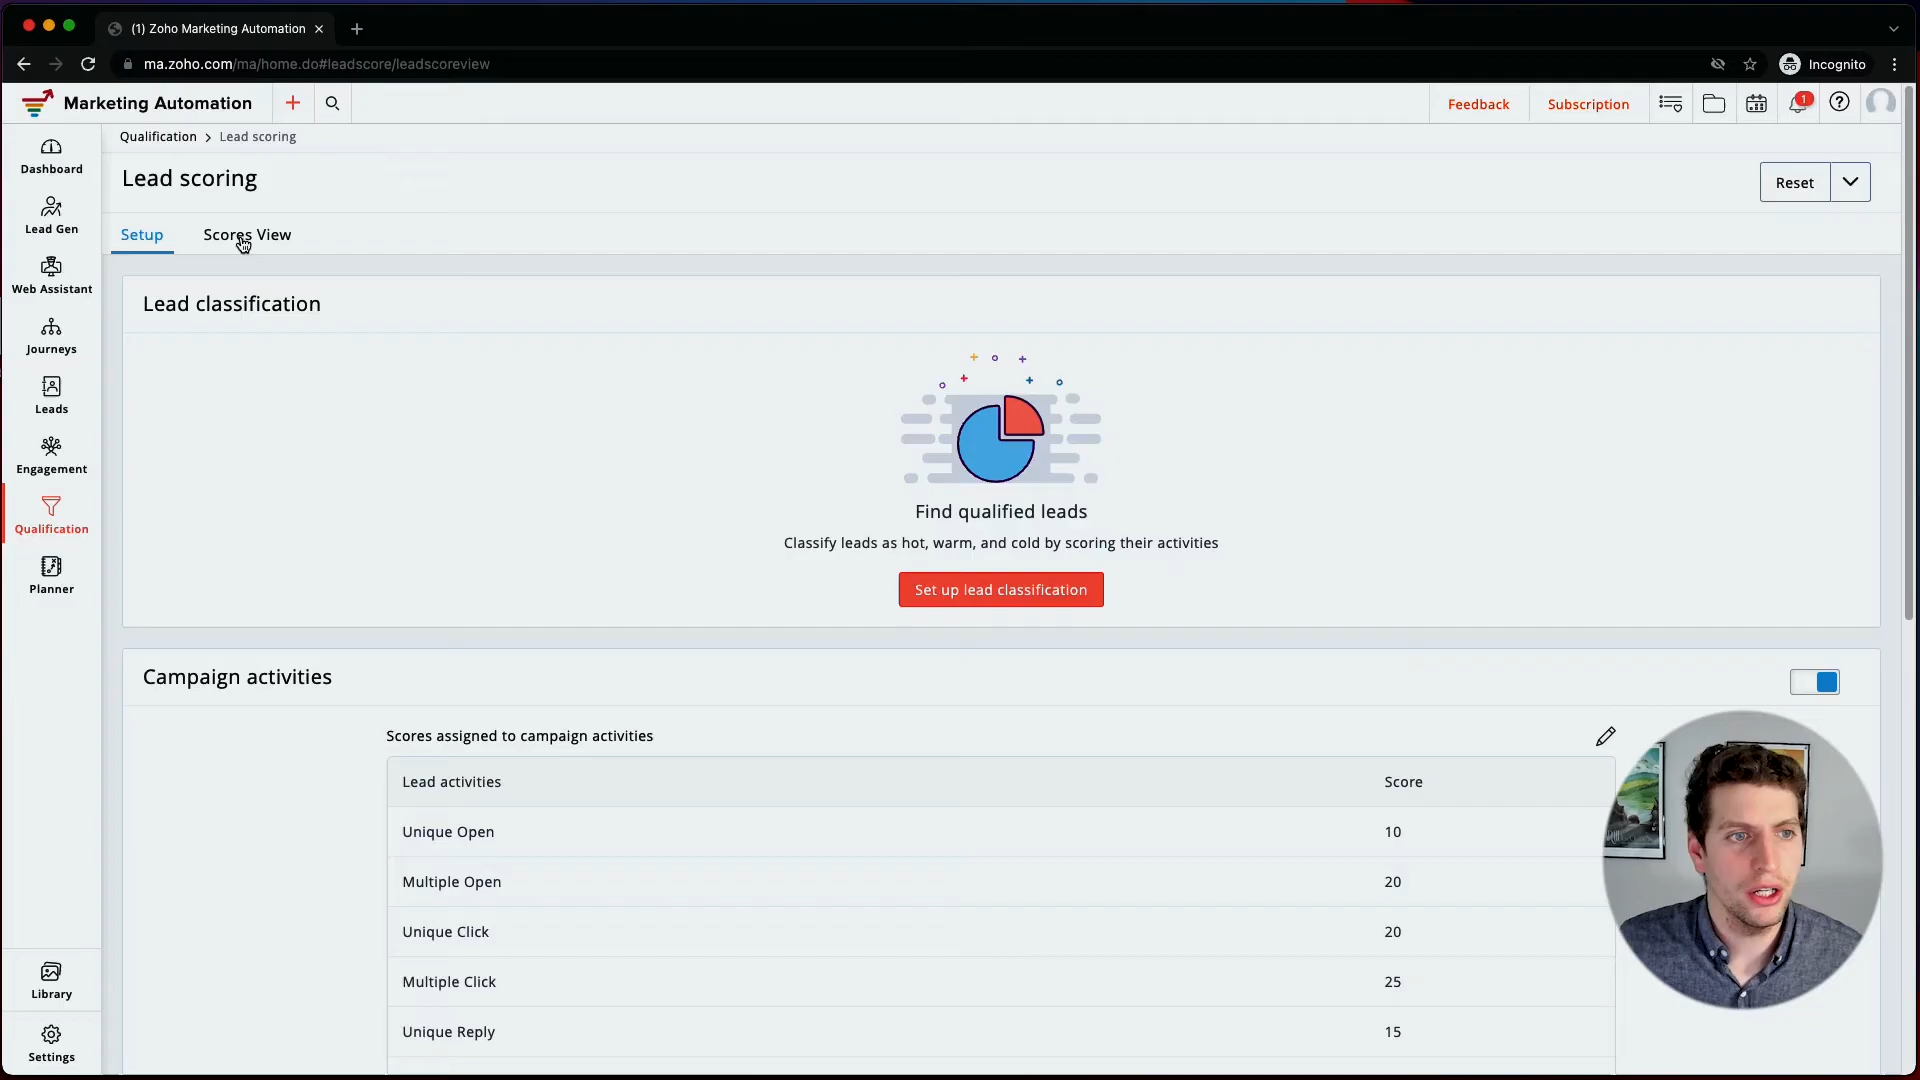 (1) Zoho Marketing Automation
ma.zoho.com/ma/home.do#leadscore/leadscoreview
Incognito
Marketing Automation
Feedback
Subscription
1
Qualification > Lead scoring
Dashboard
Lead scoring
Reset
Lead Gen
Setup
Scores View
Web Assistant
Lead classification
Journeys
Leads
Engagement
Find qualified leads
Qualification
Classify leads as hot, warm, and cold by scoring their activities
Planner
Set up lead classification
Campaign activities
Scores assigned to campaign activities
Lead activities Score
Unique Open 10
Multiple Open 20
Unique Click 20
Multiple Click 25
Unique Reply 15
Library
Settings